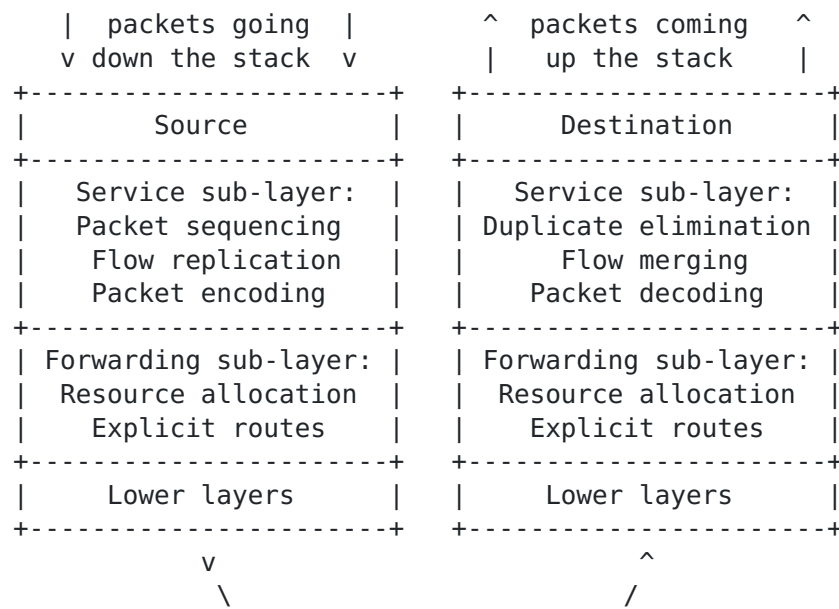 |  packets going  |        ^  packets coming   ^
   v down the stack  v        |   up the stack    |
+-----------------------+   +-----------------------+
|        Source         |   |      Destination      |
+-----------------------+   +-----------------------+
|   Service sub-layer:  |   |   Service sub-layer:  |
|   Packet sequencing   |   | Duplicate elimination |
|    Flow replication   |   |      Flow merging     |
|    Packet encoding    |   |    Packet decoding    |
+-----------------------+   +-----------------------+
| Forwarding sub-layer: |   | Forwarding sub-layer: |
|  Resource allocation  |   |  Resource allocation  |
|    Explicit routes    |   |    Explicit routes    |
+-----------------------+   +-----------------------+
|     Lower layers      |   |     Lower layers      |
+-----------------------+   +-----------------------+
            v                           ^
             \                         /